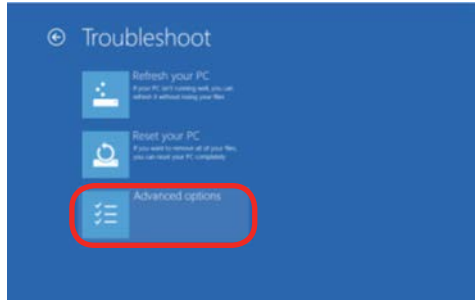 Troubleshoot
Refresh your PC
If your PC isn't running well, you can
refresh it without losing your files
Reset your PC
If you want to remove all of your files,
you can reset your PC completely
Advanced options